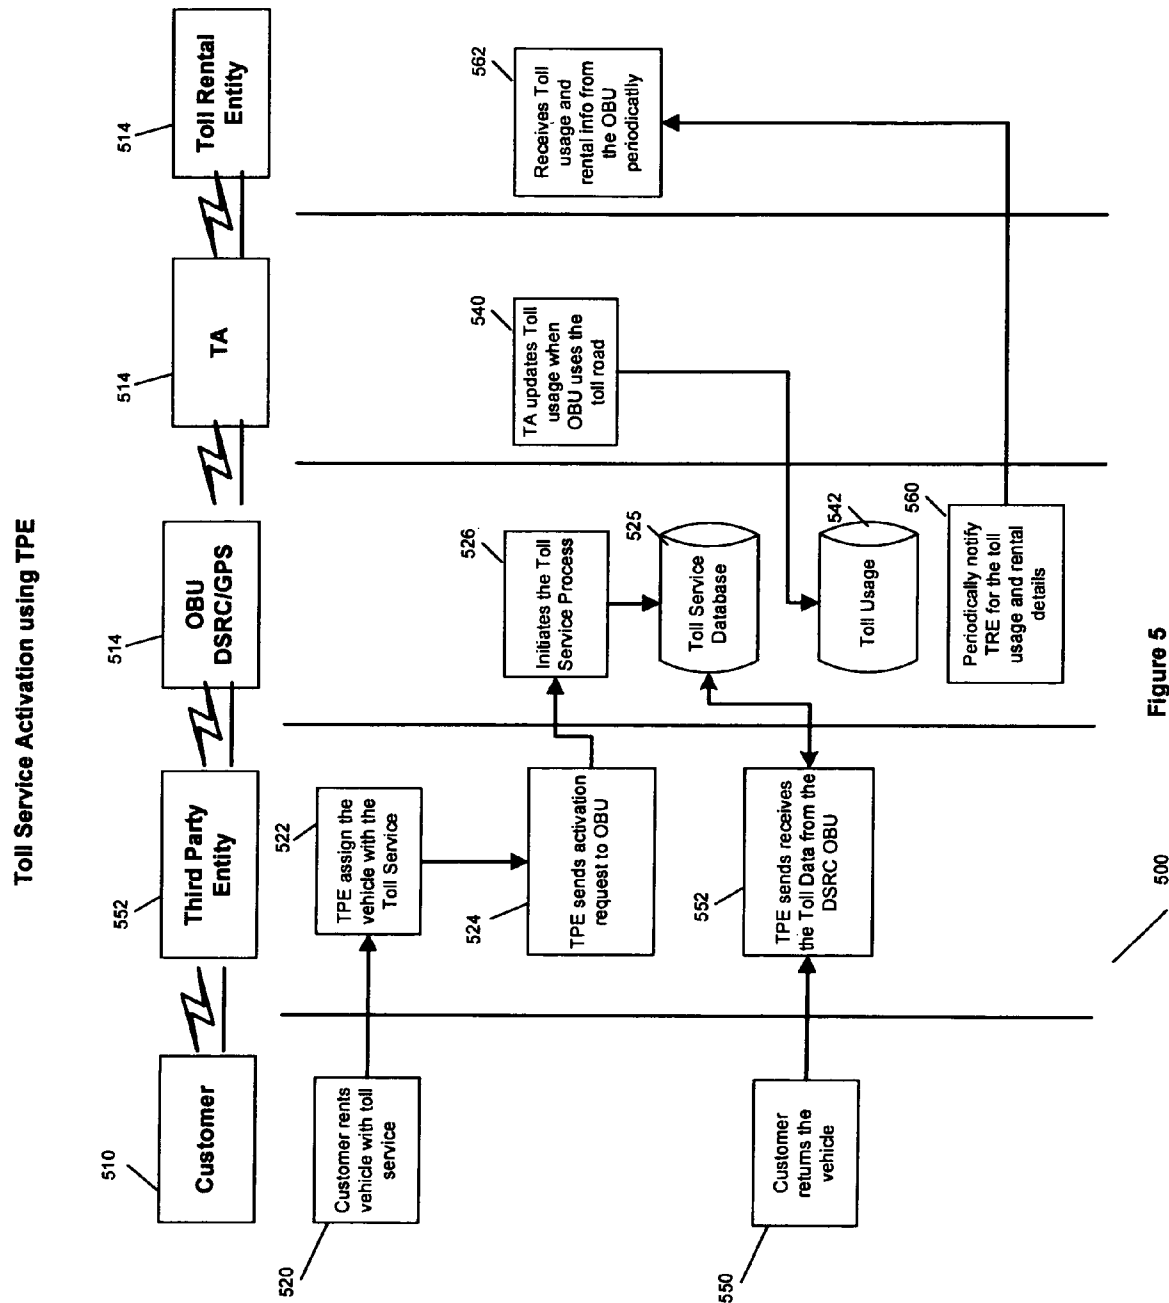 Toll Service Activation using TPE
510
Customer
552
Third Party
Entity
514
OBU
DSRC/GPS
514
TA
514
Toll Rental
Entity
520
Customer rents
vehicle with toll
service
522
TPE assign the
vehicle with the
Toll Service
524
TPE sends activation
request to OBU
526
Initiates the Toll
Service Process
525
Toll Service
Database
540
TA updates Toll
usage when
OBU uses the
toll road
562
Receives Toll
usage and
rental info from
the OBU
periodicatlly
550
Customer
returns the
vehicle
552
TPE sends receives
the Toll Data from the
DSRC OBU
542
Toll Usage
560
Periodically notify
TRE for the toll
usage and rental
details
500
Figure 5